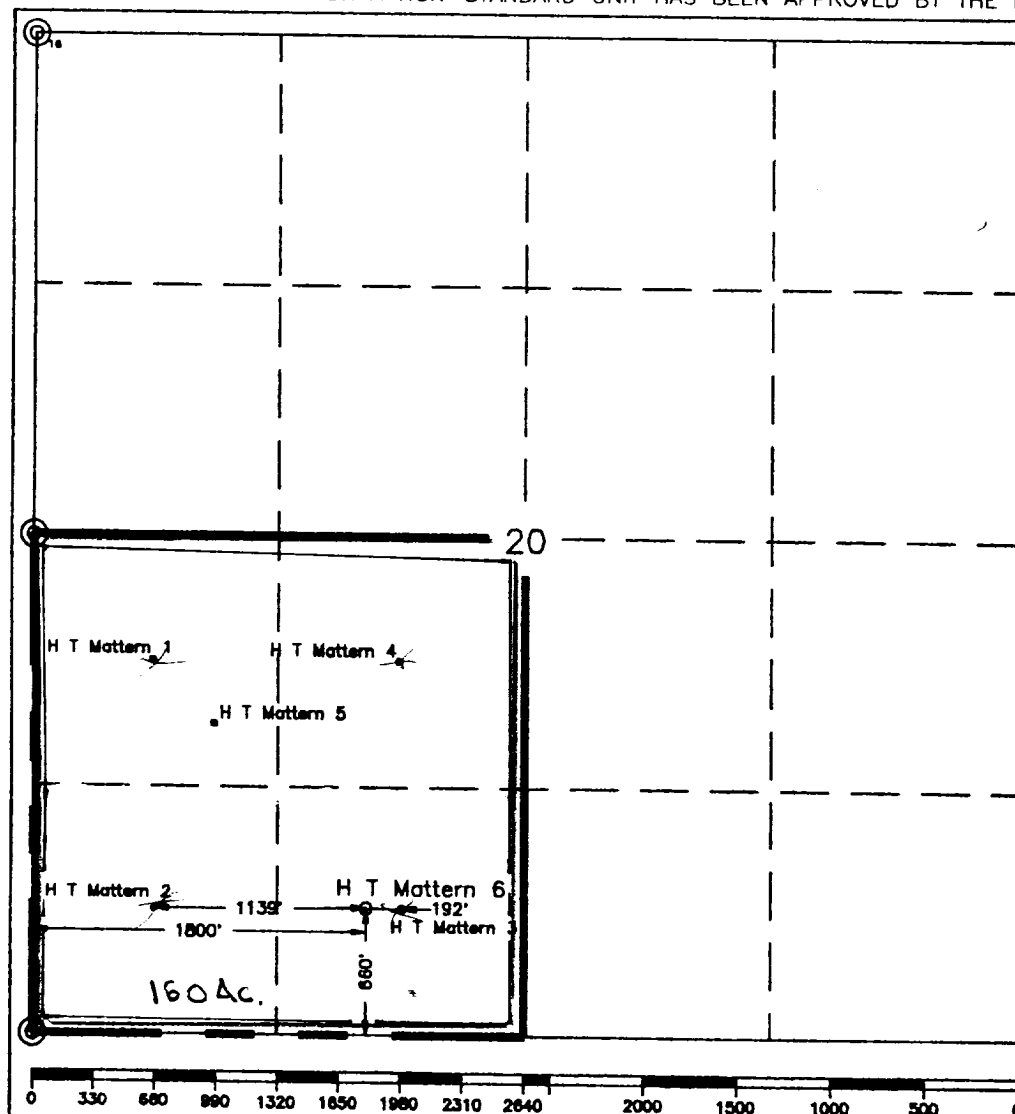 STANDARD UNIT HAS BEEN APPROVED BY THE
16
20
H T Mattern 1
H T Mattern 4
H T Mattern 5
H T Mattern 2
H T Mattern 6
1139'
192'
1800'
H T Mattern
660'
160 Ac.
0 330 660 990 1320 1650 1980 2310 2640 2000 1500 1000 500